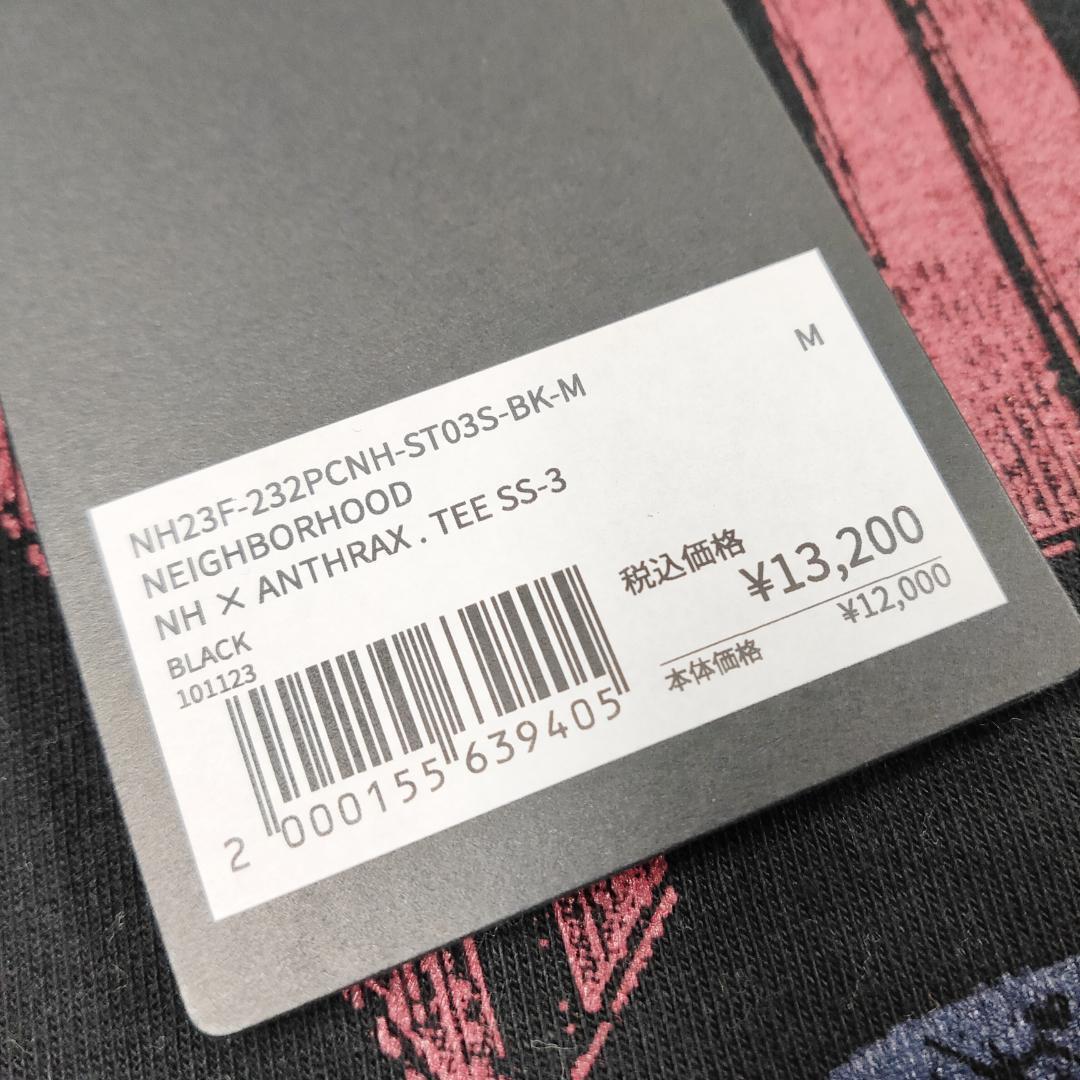 M
NH23F-232PCNH-ST03S-BK-M
NEIGHBORHOOD
NH × ANTHRAX . TEE SS-3
BLACK
101123
税込価格
¥13,200
本体価格 ¥12,000
2 000155 639405